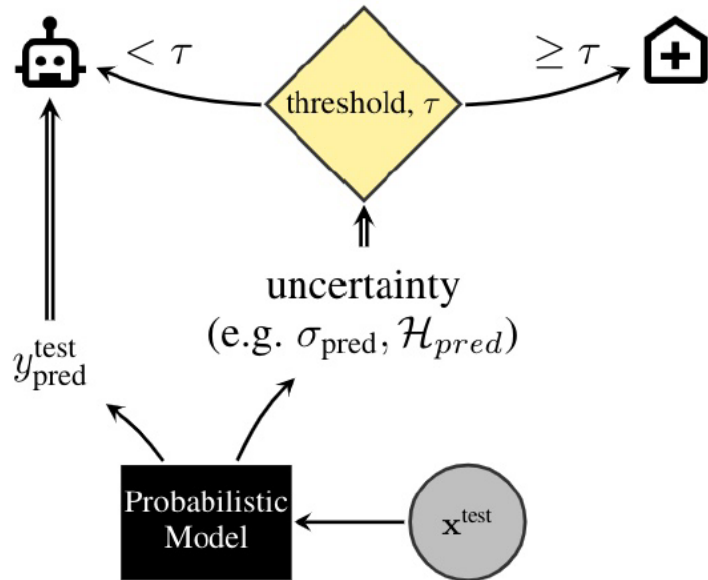 < τ
threshold, τ
≥ τ
uncertainty
(e.g. σ_pred, ℋ_pred)
y_pred^test
Probabilistic
Model
x^test